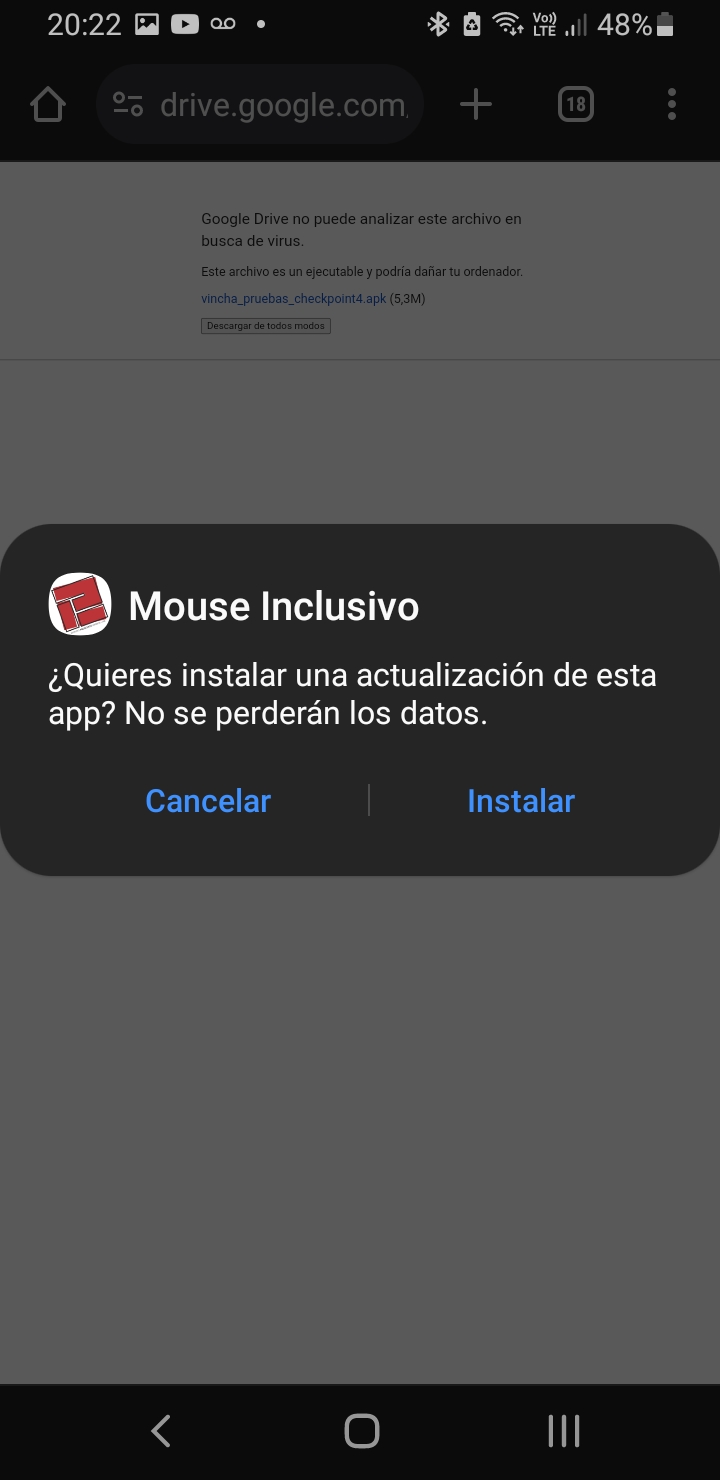 20:22
Vo)) LTE 48%
drive.google.com/
18
Google Drive no puede analizar este archivo en
busca de virus.
Este archivo es un ejecutable y podría dañar tu ordenador.
vincha_pruebas_checkpoint4.apk (5,3M)
Descargar de todos modos
Mouse Inclusivo
¿Quieres instalar una actualización de esta
app? No se perderán los datos.
Cancelar
Instalar